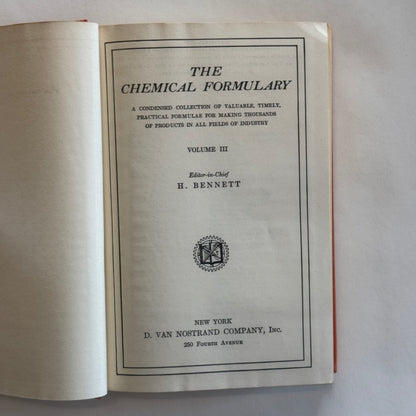 THE
CHEMICAL FORMULARY
A CONDENSED COLLECTION OF VALUABLE, TIMELY,
PRACTICAL FORMULAE FOR MAKING THOUSANDS
OF PRODUCTS IN ALL FIELDS OF INDUSTRY
VOLUME III
Editor-in-Chief
H. BENNETT
NEW YORK
D. VAN NOSTRAND COMPANY, INC.
250 FOURTH AVENUE